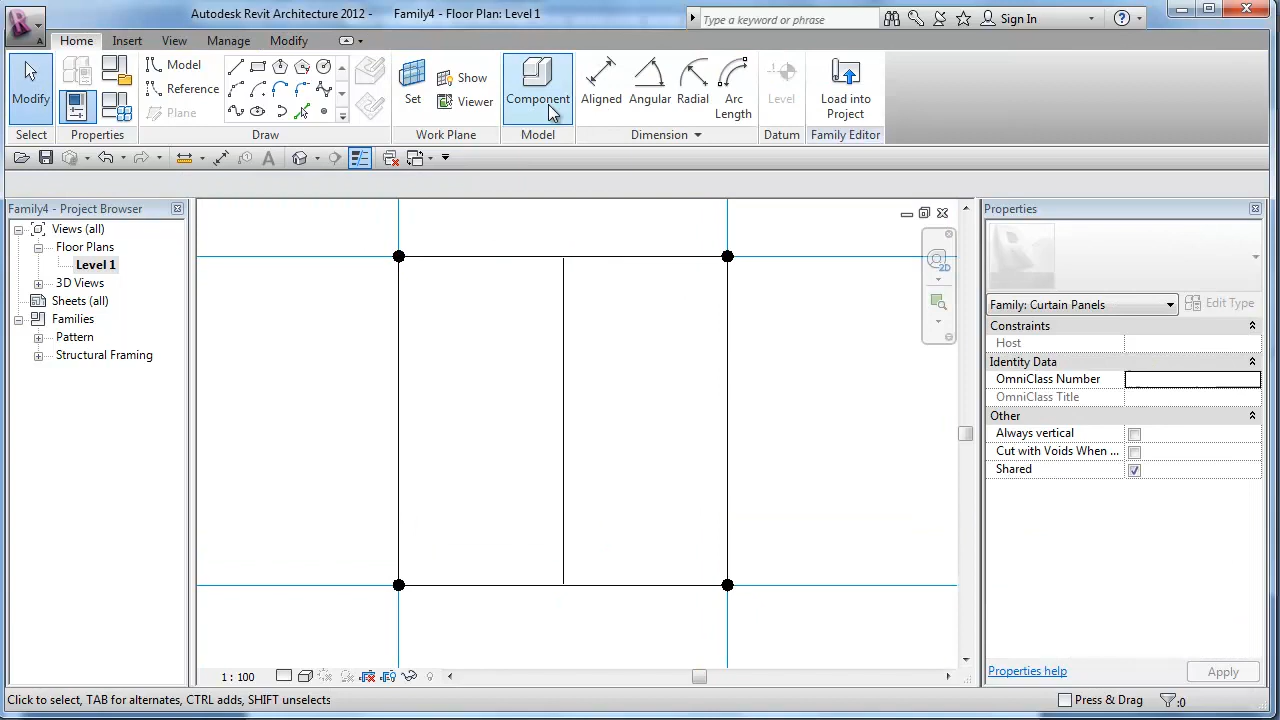 Autodesk Revit Architecture 2012 - Family4 - Floor Plan: Level 1
Type a keyword or phrase
Sign In
Home Insert View Manage Modify
Modify
Model
Reference
Plane
Set
Show
Viewer
Component
Aligned Angular Radial Arc Length
Level
Load into Project
Select Properties Draw Work Plane Model Dimension Datum Family Editor
Family4 - Project Browser
Views (all)
Floor Plans
Level 1
3D Views
Sheets (all)
Families
Pattern
Structural Framing
2D
Properties
Family: Curtain Panels
Edit Type
Constraints
Host
Identity Data
OmniClass Number
OmniClass Title
Other
Always vertical
Cut with Voids When ...
Shared
Properties help
Apply
1 : 100
Click to select, TAB for alternates, CTRL adds, SHIFT unselects
Press & Drag
:0